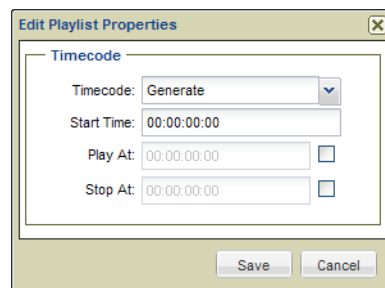 Edit Playlist Properties
Timecode
Timecode: Generate
Start Time: 00:00:00:00
Play At: 00:00:00:00
Stop At: 00:00:00:00
Save Cancel